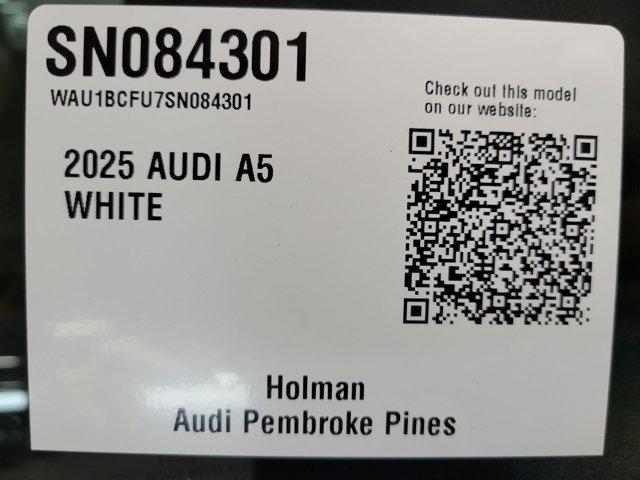 SN084301
WAU1BCFU7SN084301
Check out this model
on our website:
2025 AUDI A5
WHITE
Holman
Audi Pembroke Pines